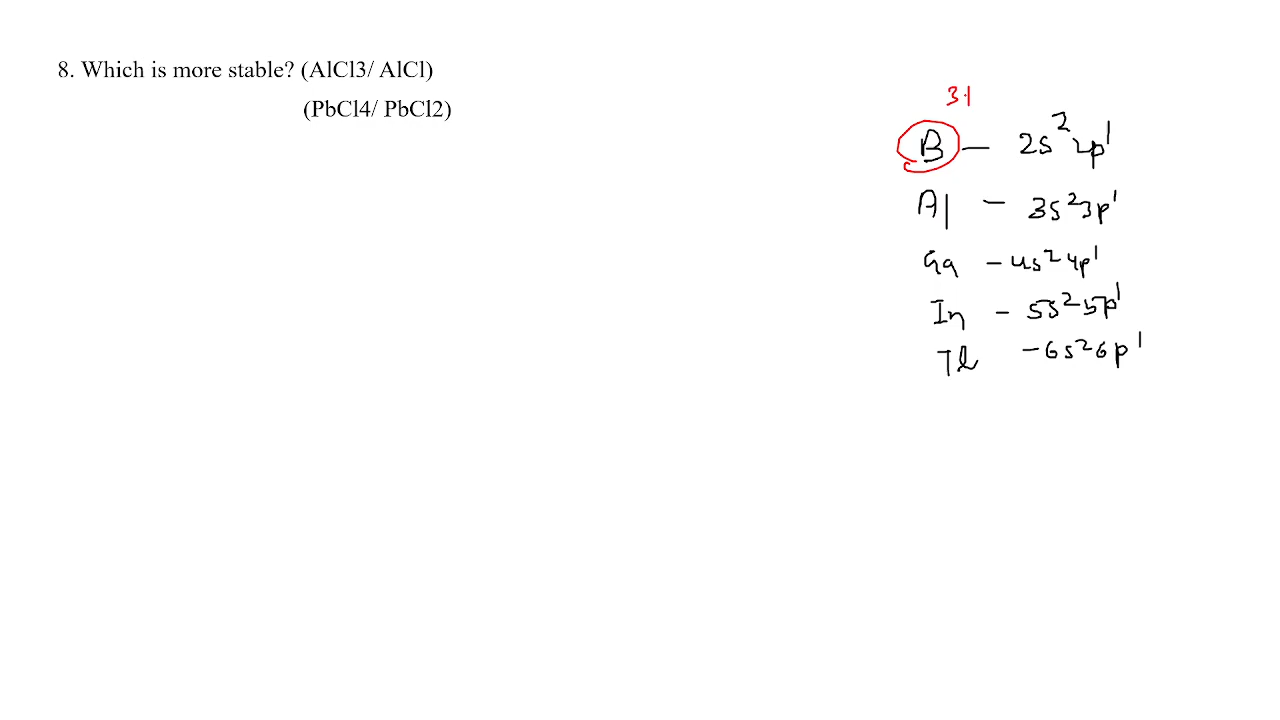 8. Which is more stable? (AlCl3/ AlCl)
(PbCl4/ PbCl2)
3+
B — 2s² 2p¹
Al — 3s² 3p¹
Ga — 4s² 4p¹
In — 5s² 5p¹
Tl — 6s² 6p¹